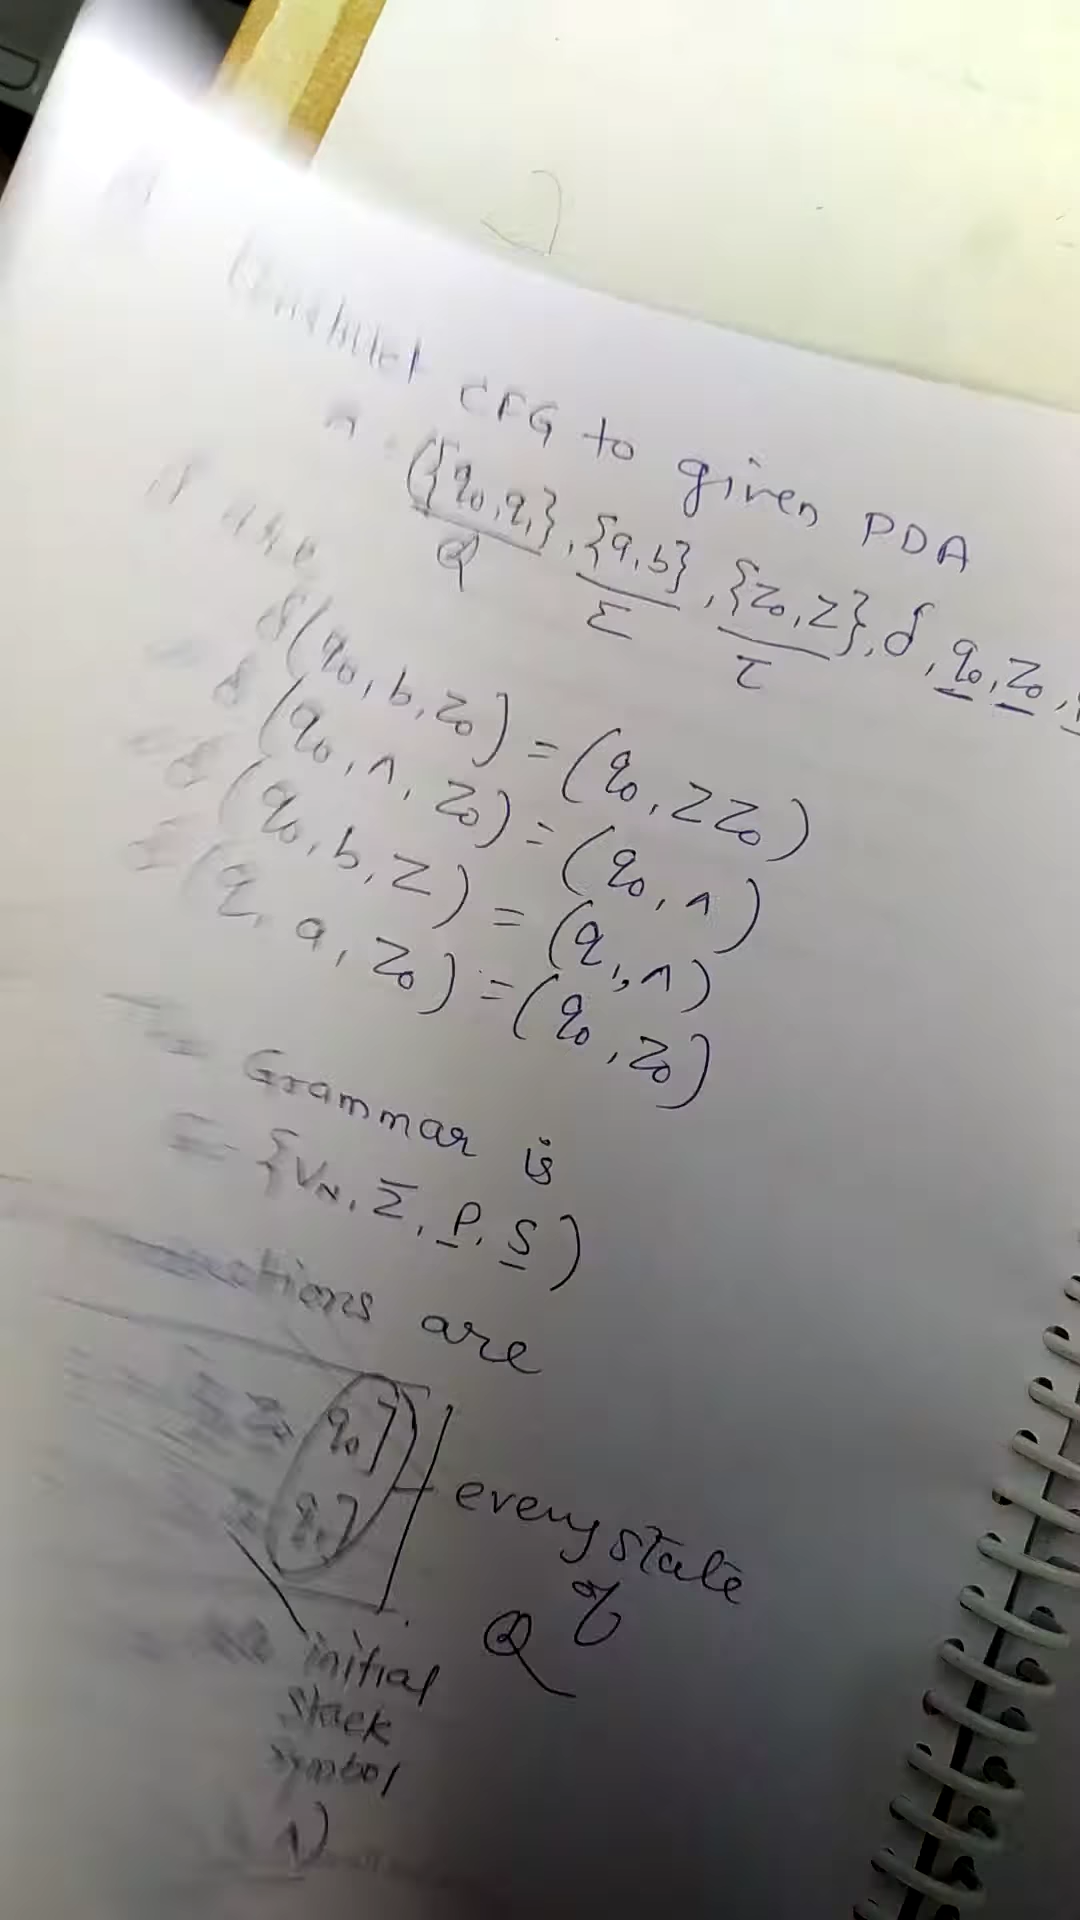 CFG to given PDA
({q₀,q₁}, {a,b}, {Z₀,Z}, δ, q₀, Z₀,
Q Σ τ
δ(q₀, b, Z₀) = (q₀, ZZ₀)
δ(q₀, ^, Z₀) = (q₀, ^)
δ(q₀, b, Z) = (q₁, ^)
(q₁, a, Z₀) = (q₀, Z₀)
Grammar is
{V_N, Σ, P, S)
are
q₀]
every state
q₁]
of
Q
initial
stack
symbol